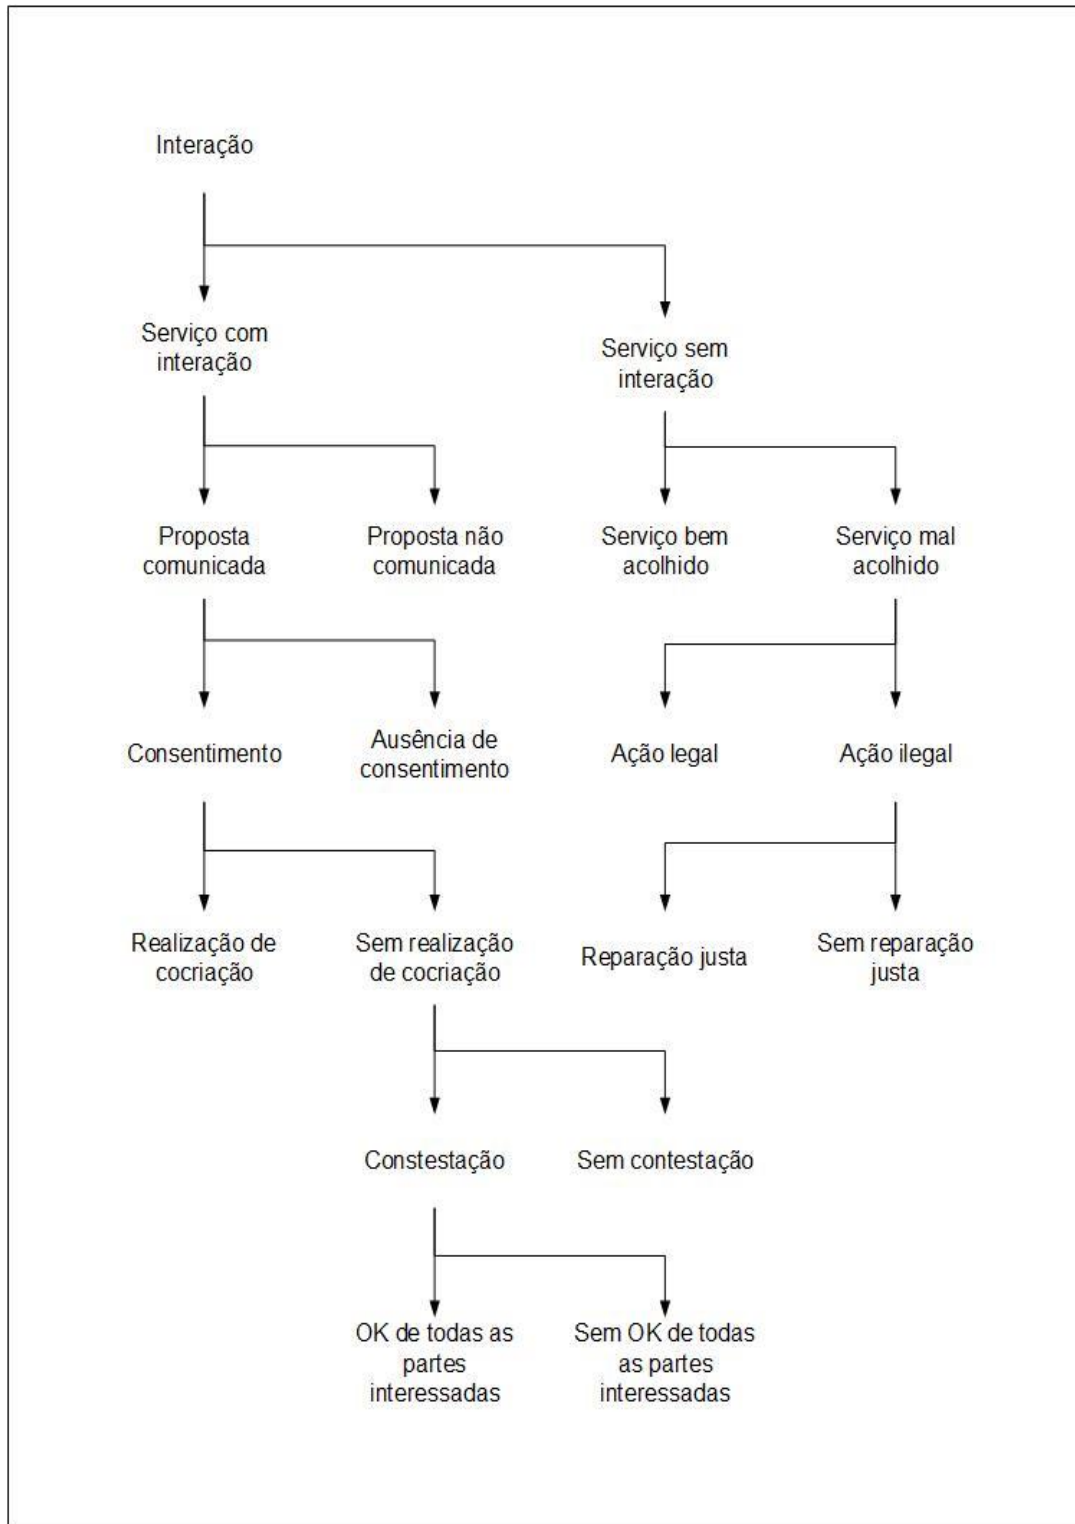 Interação
Serviço com
interação
Serviço sem
interação
Proposta
comunicada
Proposta não
comunicada
Serviço bem
acolhido
Serviço mal
acolhido
Consentimento
Ausência de
consentimento
Ação legal
Ação ilegal
Realização de
cocriação
Sem realização
de cocriação
Reparação justa
Sem reparação
justa
Constestação
Sem contestação
OK de todas as
partes
interessadas
Sem OK de todas
as partes
interessadas